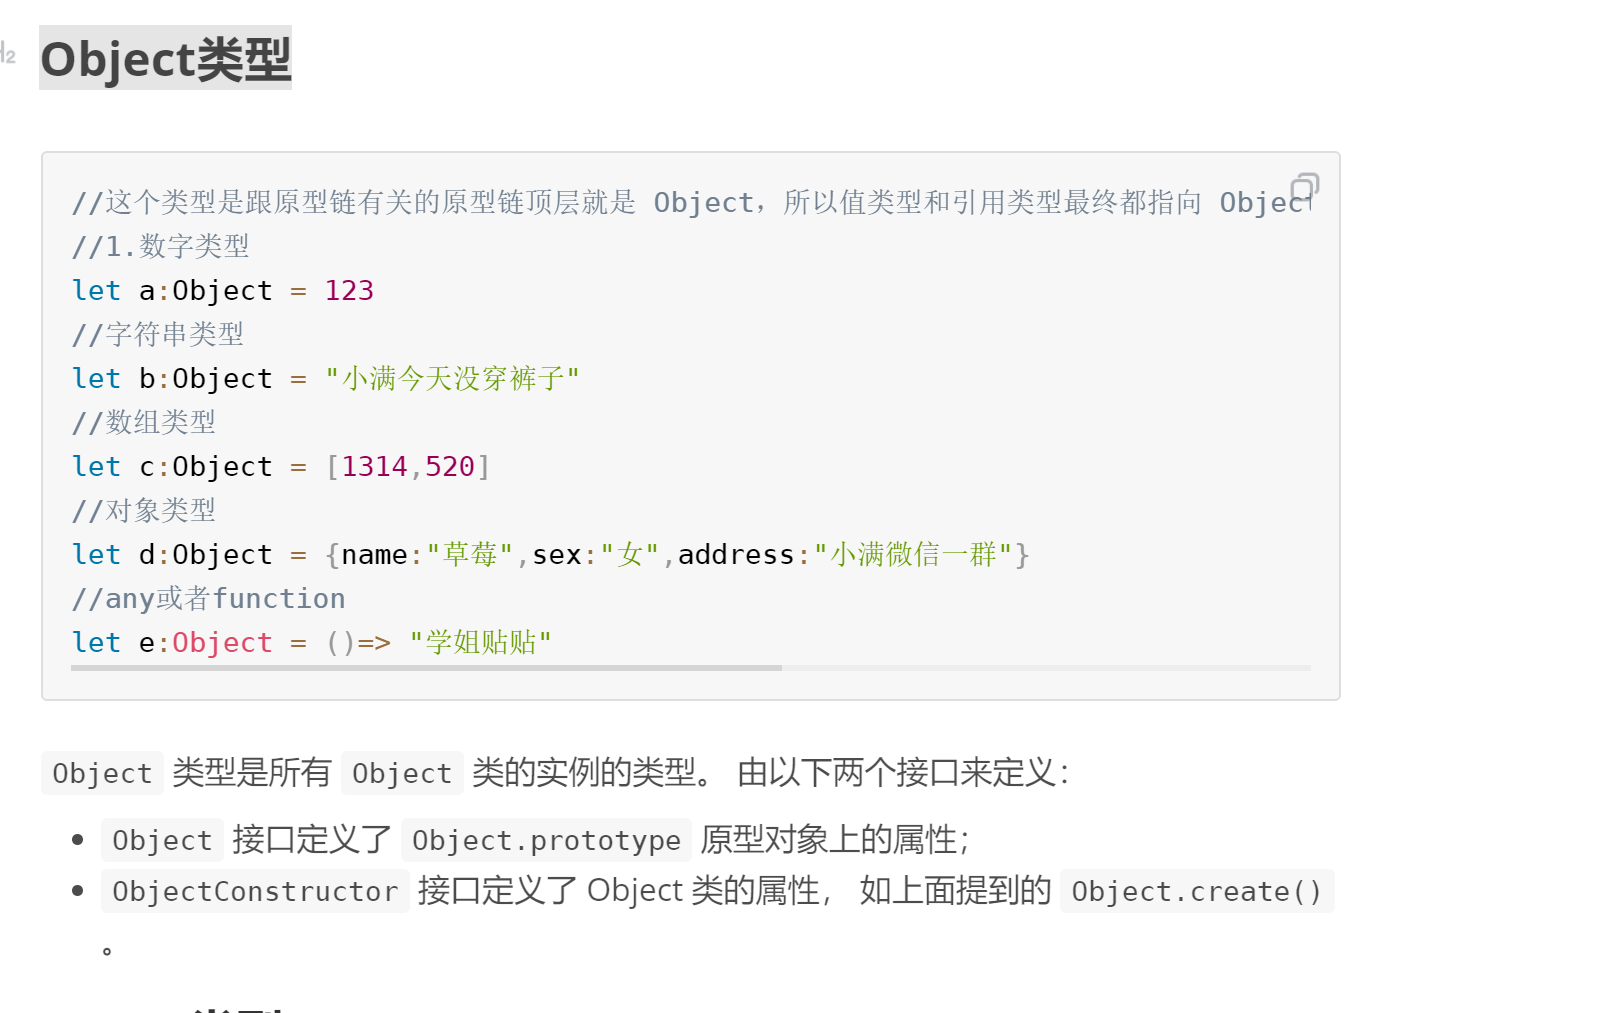 H2
Object类型
//这个类型是跟原型链有关的原型链顶层就是 Object，所以值类型和引用类型最终都指向 Object
//1.数字类型
let a:Object = 123
//字符串类型
let b:Object = "小满今天没穿裤子"
//数组类型
let c:Object = [1314,520]
//对象类型
let d:Object = {name:"草莓",sex:"女",address:"小满微信一群"}
//any或者function
let e:Object = ()=> "学姐贴贴"
Object 类型是所有 Object 类的实例的类型。 由以下两个接口来定义：
Object 接口定义了 Object.prototype 原型对象上的属性；
ObjectConstructor 接口定义了 Object 类的属性， 如上面提到的 Object.create()
。